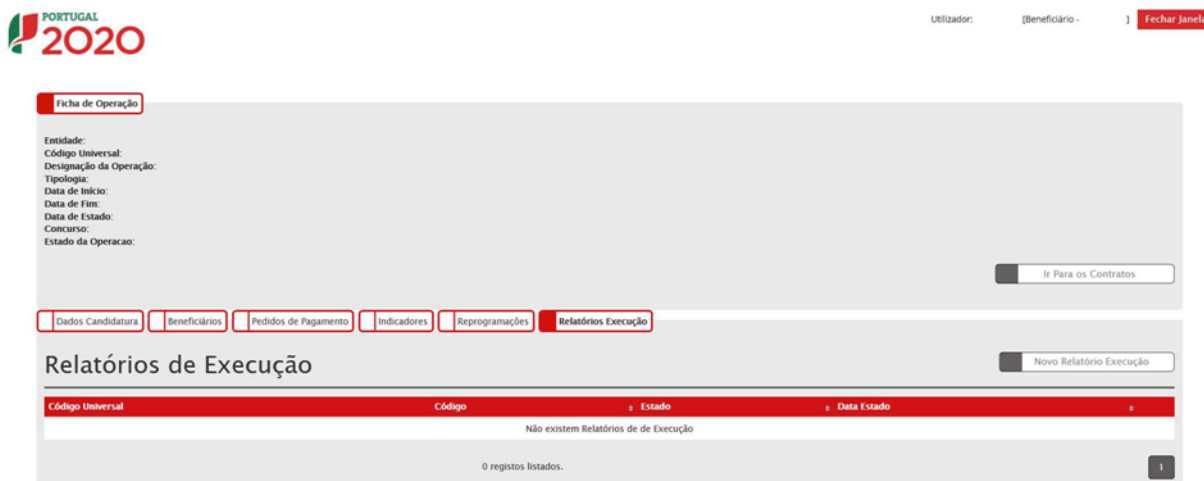 PORTUGAL
2020
Utilizador: [Beneficiário - ] Fechar Janela
Ficha de Operação
Entidade:
Código Universal:
Designação da Operação:
Tipologia:
Data de Início:
Data de Fim:
Data de Estado:
Concurso:
Estado da Operacao:
Ir Para os Contratos
Dados Candidatura Beneficiários Pedidos de Pagamento Indicadores Reprogramações Relatórios Execução
Relatórios de Execução
Novo Relatório Execução
Código Universal Código Estado Data Estado
Não existem Relatórios de de Execução
0 registos listados.
1